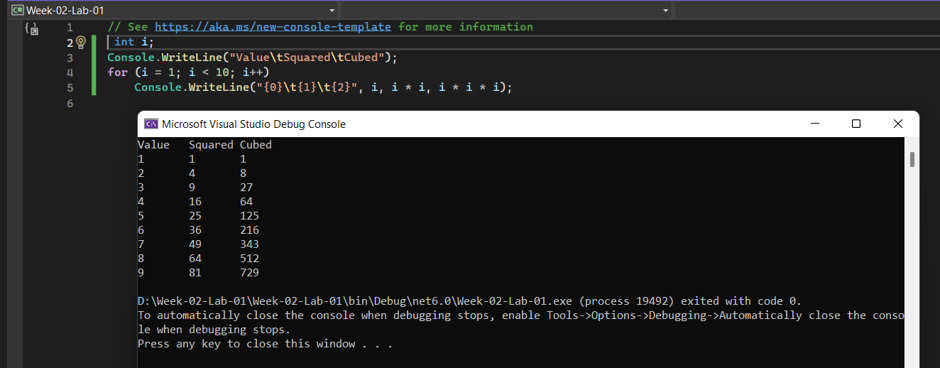 Week-02-Lab-01
1 // See https://aka.ms/new-console-template for more information
2 int i;
3 Console.WriteLine("Value\tSquared\tCubed");
4 for (i = 1; i < 10; i++)
5 Console.WriteLine("{0}\t{1}\t{2}", i, i * i, i * i * i);
6
Microsoft Visual Studio Debug Console
Value Squared Cubed
1 1 1
2 4 8
3 9 27
4 16 64
5 25 125
6 36 216
7 49 343
8 64 512
9 81 729
D:\Week-02-Lab-01\Week-02-Lab-01\bin\Debug\net6.0\Week-02-Lab-01.exe (process 19492) exited with code 0.
To automatically close the console when debugging stops, enable Tools->Options->Debugging->Automatically close the conso
le when debugging stops.
Press any key to close this window . . .